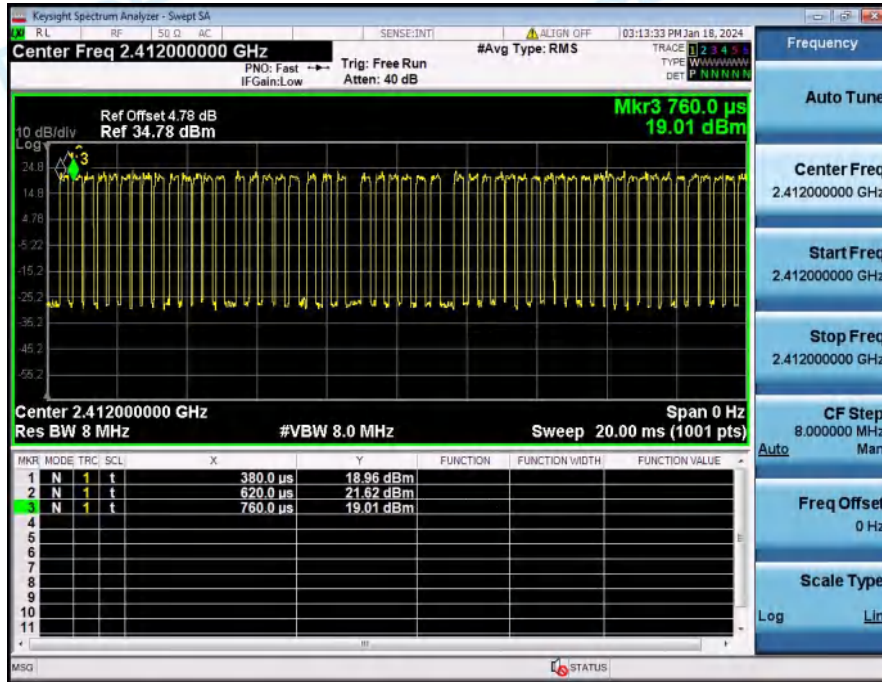 Keysight Spectrum Analyzer - Swept SA
RL RF 50 Ω AC SENSE:INT ALIGN OFF 03:13:33 PM Jan 18, 2024
Center Freq 2.412000000 GHz #Avg Type: RMS TRACE 1 2 3 4 5 6
PNO: Fast Trig: Free Run TYPE W
IFGain:Low Atten: 40 dB DET P N N N N N
Frequency
Mkr3 760.0 µs
19.01 dBm
Ref Offset 4.78 dB
10 dB/div Ref 34.78 dBm
Log
3
24.8
14.8
4.78
-5.22
-15.2
-25.2
-35.2
-45.2
-55.2
Center 2.412000000 GHz Span 0 Hz
Res BW 8 MHz #VBW 8.0 MHz Sweep 20.00 ms (1001 pts)
MKR MODE TRC SCL X Y FUNCTION FUNCTION WIDTH FUNCTION VALUE
1 N 1 t 380.0 µs 18.96 dBm
2 N 1 t 620.0 µs 21.62 dBm
3 N 1 t 760.0 µs 19.01 dBm
4
5
6
7
8
9
10
11
MSG STATUS
Auto Tune
Center Freq
2.412000000 GHz
Start Freq
2.412000000 GHz
Stop Freq
2.412000000 GHz
CF Step
8.000000 MHz
Auto Man
Freq Offset
0 Hz
Scale Type
Log Lin